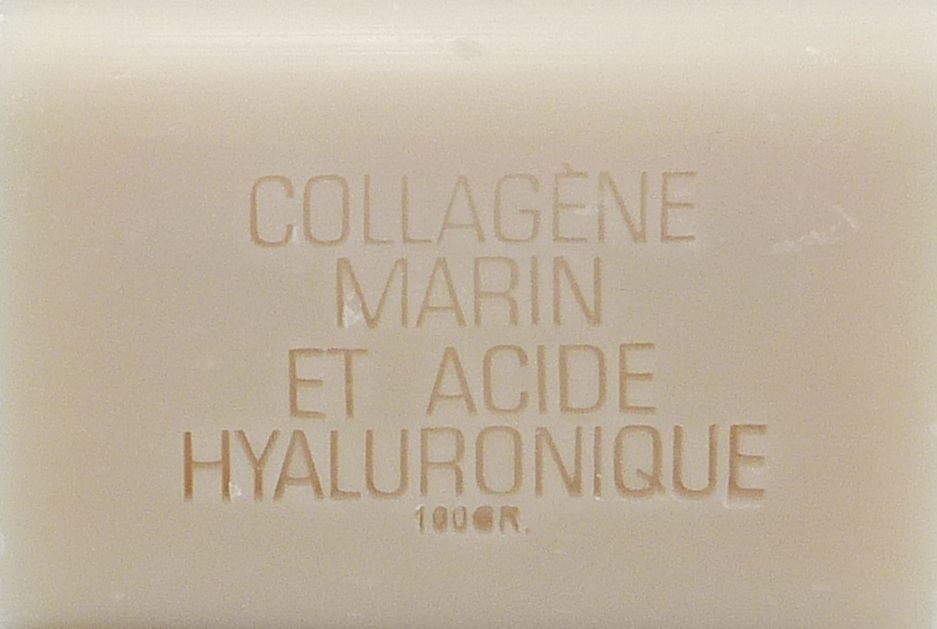 COLLAGÈNE
MARIN
ET ACIDE
HYALURONIQUE
100GR.